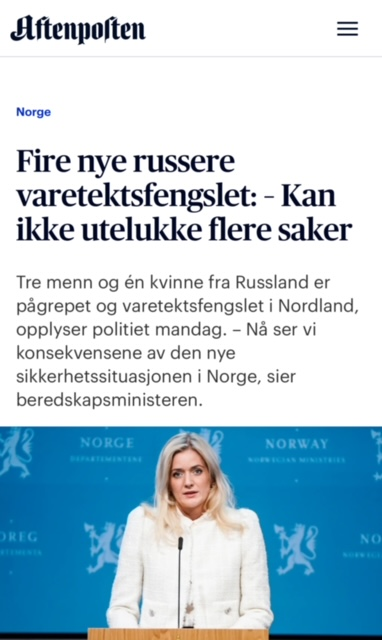 Aftenposten
Norge
Fire nye russere
varetektsfengslet: – Kan
ikke utelukke flere saker
Tre menn og én kvinne fra Russland er
pågrepet og varetektsfengslet i Nordland,
opplyser politiet mandag. – Nå ser vi
konsekvensene av den nye
sikkerhetssituasjonen i Norge, sier
beredskapsministeren.
NORGE
DEPARTEMENTENE
NORWAY
NORWEGIAN MINISTRIES
OREG
NO